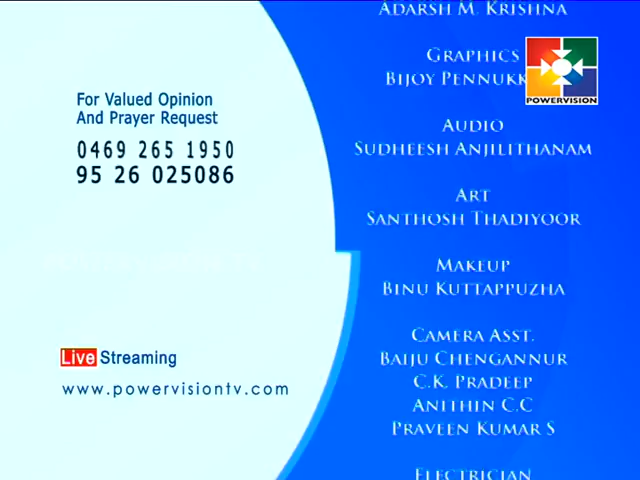 For Valued Opinion
And Prayer Request
0469 265 1950
95 26 025086
Live Streaming
www.powervisiontv.com
ADARSH M. KRISHNA
GRAPHICS
BIJOY
POWERVISION
AUDIO
SUDHEESH ANJILITHANAM
ART
SANTHOSH THADIYOOR
MAKEUP
BINU KUTTAPPUZHA
CAMERA ASST.
BAIJU CHENGANNUR
C.K. PRADEEP
ANITHIN C.C
PRAVEEN KUMAR S
ELECTRICIAN